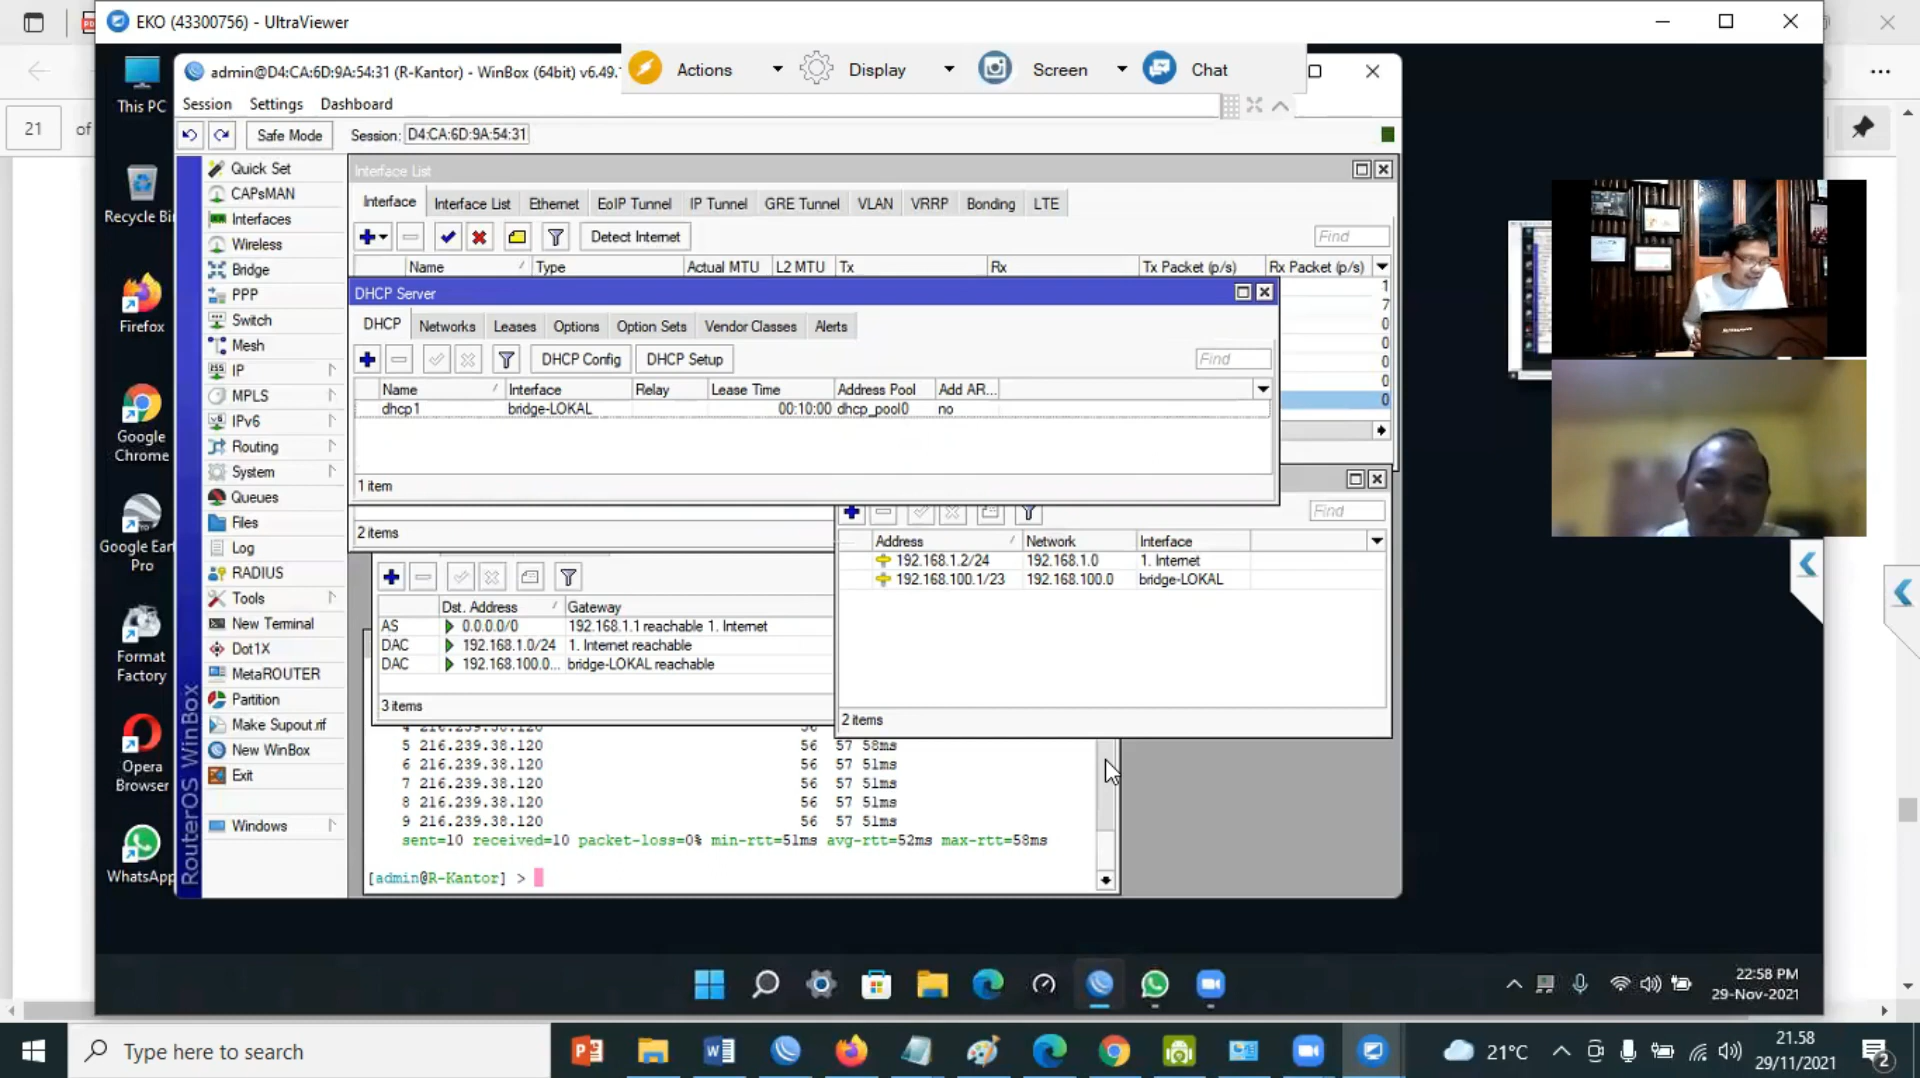 EKO (43300756) - UltraViewer
admin@D4:CA:6D:9A:54:31 (R-Kantor) - WinBox (64bit) v6.49.
Actions
Display
Screen
Chat
Session Settings Dashboard
Safe Mode
Session: D4:CA:6D:9A:54:31
21 of
This PC
Recycle Bi
Firefox
Google Chrome
Google Ear
Pro
Format Factory
Opera Browser
WhatsApp
RouterOS WinBox
Quick Set
CAPsMAN
Interfaces
Wireless
Bridge
PPP
Switch
Mesh
IP
MPLS
IPv6
Routing
System
Queues
Files
Log
RADIUS
Tools
New Terminal
Dot1X
MetaROUTER
Partition
Make Supout.rif
New WinBox
Exit
Windows
Interface List
Interface Interface List Ethernet EoIP Tunnel IP Tunnel GRE Tunnel VLAN VRRP Bonding LTE
Detect Internet
Find
Name Type Actual MTU L2 MTU Tx Rx Tx Packet (p/s) Rx Packet (p/s)
1
7
0
0
0
0
0
DHCP Server
DHCP Networks Leases Options Option Sets Vendor Classes Alerts
DHCP Config DHCP Setup
Find
Name Interface Relay Lease Time Address Pool Add AR...
dhcp1 bridge-LOKAL 00:10:00 dhcp_pool0 no
1 item
2 items
Find
Address Network Interface
192.168.1.2/24 192.168.1.0 1. Internet
192.168.100.1/23 192.168.100.0 bridge-LOKAL
2 items
Dst. Address Gateway
AS 0.0.0.0/0 192.168.1.1 reachable 1. Internet
DAC 192.168.1.0/24 1. Internet reachable
DAC 192.168.100.0... bridge-LOKAL reachable
3 items
5 216.239.38.120 56 57 58ms
6 216.239.38.120 56 57 51ms
7 216.239.38.120 56 57 51ms
8 216.239.38.120 56 57 51ms
9 216.239.38.120 56 57 51ms
sent=10 received=10 packet-loss=0% min-rtt=51ms avg-rtt=52ms max-rtt=58ms
[admin@R-Kantor] >
22:58 PM
29-Nov-2021
Type here to search
21°C
21.58
29/11/2021
2